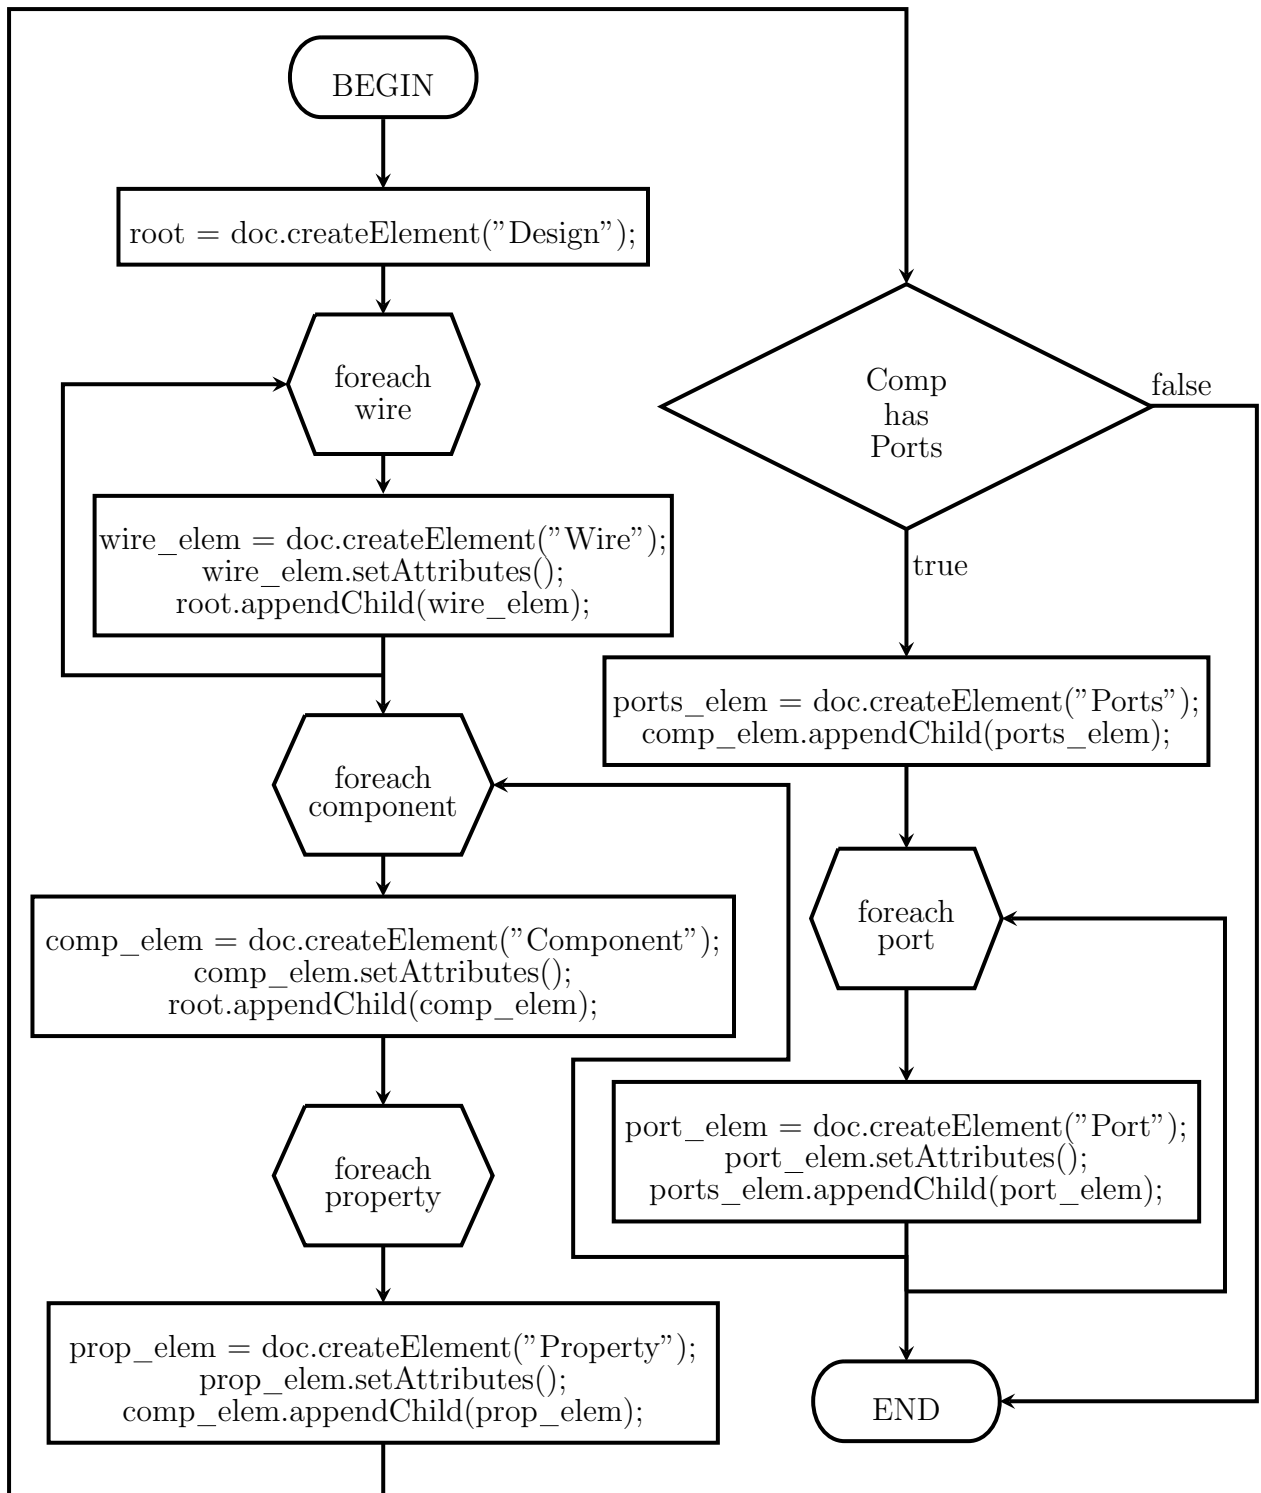 BEGIN
root = doc.createElement("Design");
foreach
wire
wire_elem = doc.createElement("Wire");
wire_elem.setAttributes();
root.appendChild(wire_elem);
foreach
component
comp_elem = doc.createElement("Component");
comp_elem.setAttributes();
root.appendChild(comp_elem);
foreach
property
prop_elem = doc.createElement("Property");
prop_elem.setAttributes();
comp_elem.appendChild(prop_elem);
Comp
has
Ports
false
true
ports_elem = doc.createElement("Ports");
comp_elem.appendChild(ports_elem);
foreach
port
port_elem = doc.createElement("Port");
port_elem.setAttributes();
ports_elem.appendChild(port_elem);
END